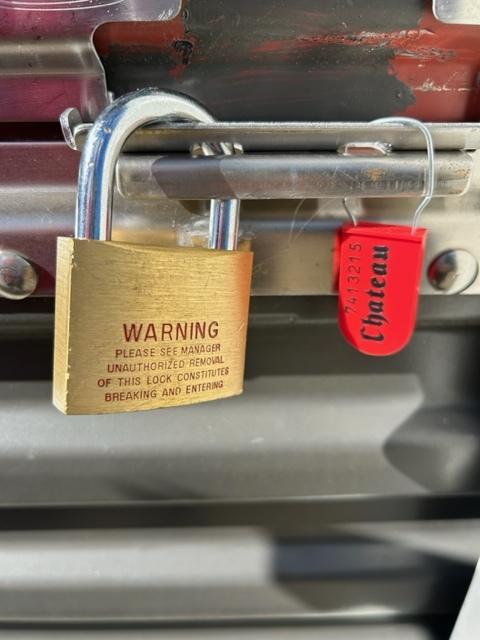 WARNING
PLEASE SEE MANAGER
UNAUTHORIZED REMOVAL
OF THIS LOCK CONSTITUTES
BREAKING AND ENTERING
7413215
Chateau